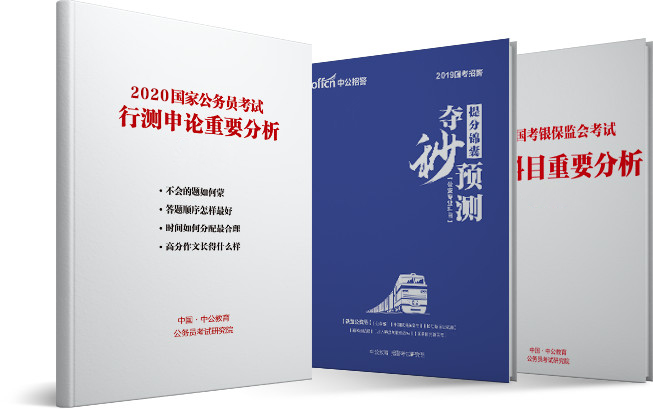 2020国家公务员考试
行测申论重要分析
• 不会的题如何蒙
• 答题顺序怎样最好
• 时间如何分配最合理
• 高分作文长得什么样
中国·中公教育
公务员考试研究院
offcn 中公招警
2019国考招警
提分锦囊
夺秒
预测
中公教育
国考银保监会考试
科目重要分析
中国·中公教育
公务员考试研究院